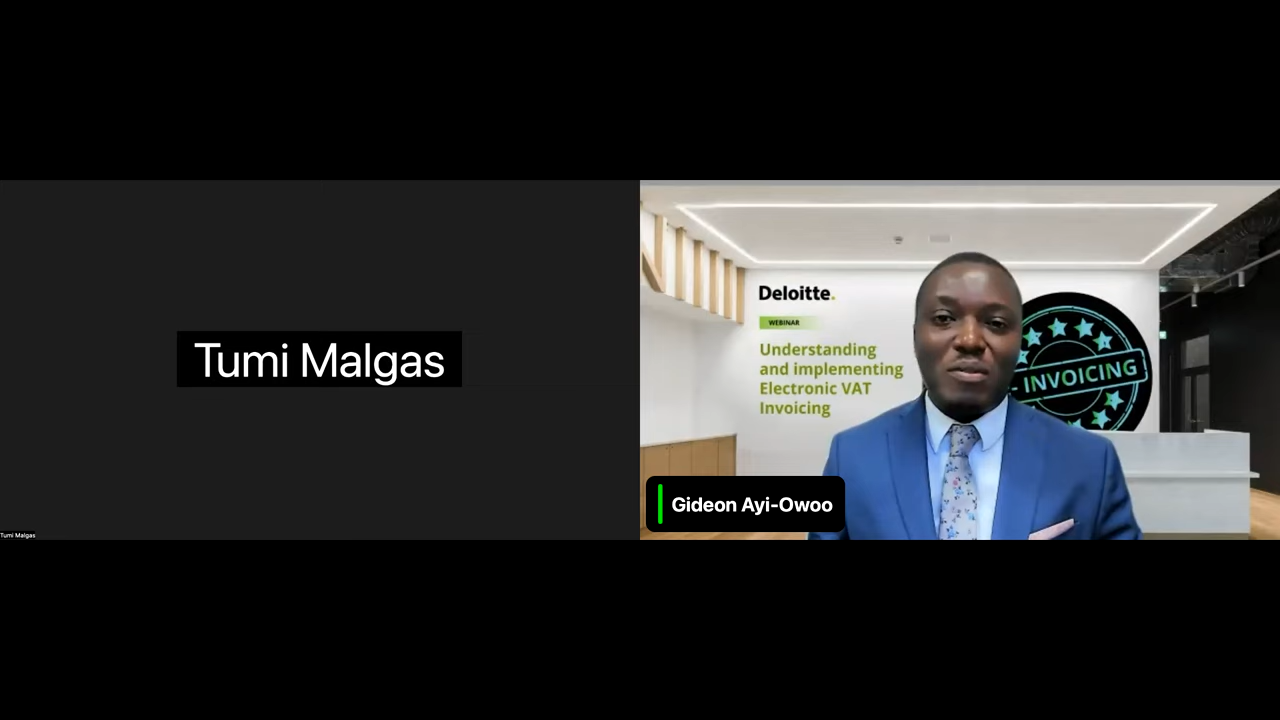 Tumi Malgas
Tumi Malgas
Deloitte.
WEBINAR
Understanding
and implementing
Electronic VAT
Invoicing
- INVOICING
Gideon Ayi-Owoo